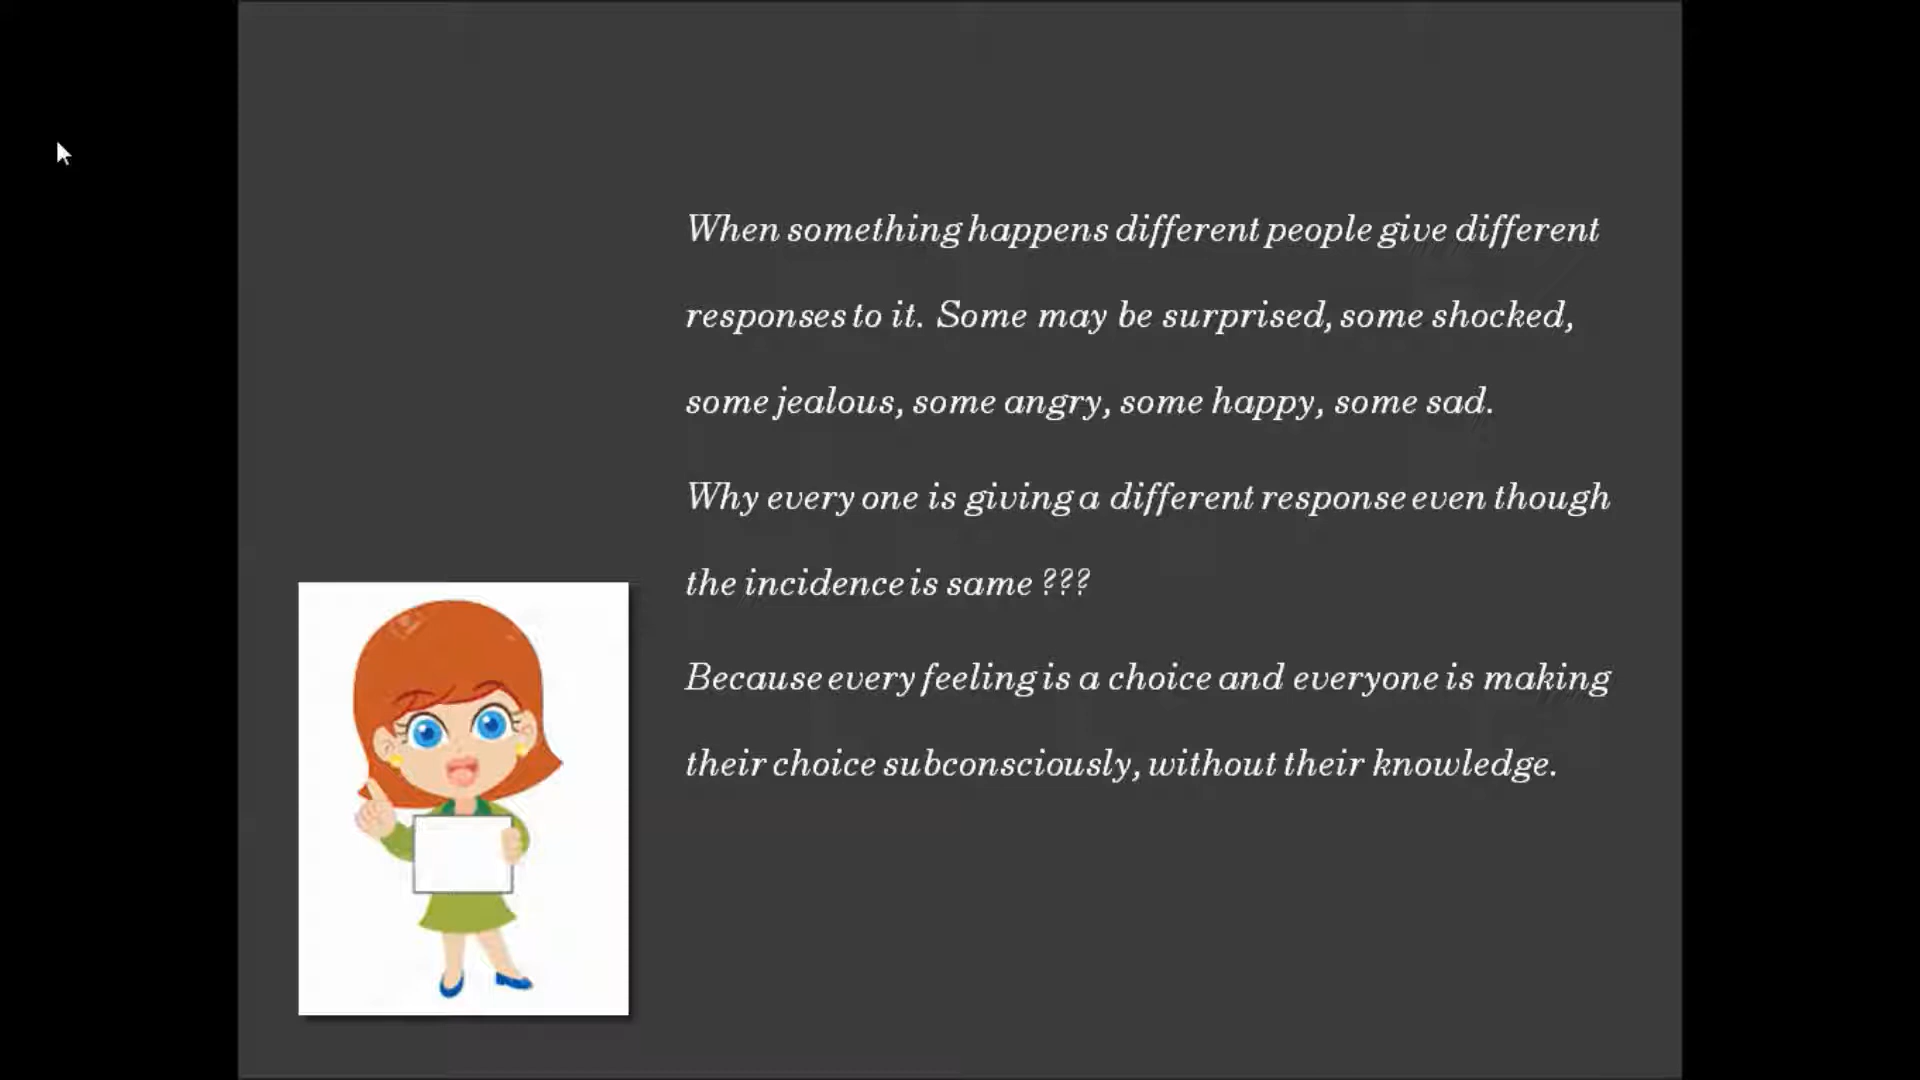 When something happens different people give different
responses to it. Some may be surprised, some shocked,
some jealous, some angry, some happy, some sad.
Why every one is giving a different response even though
the incidence is same ???
Because every feeling is a choice and everyone is making
their choice subconsciously, without their knowledge.